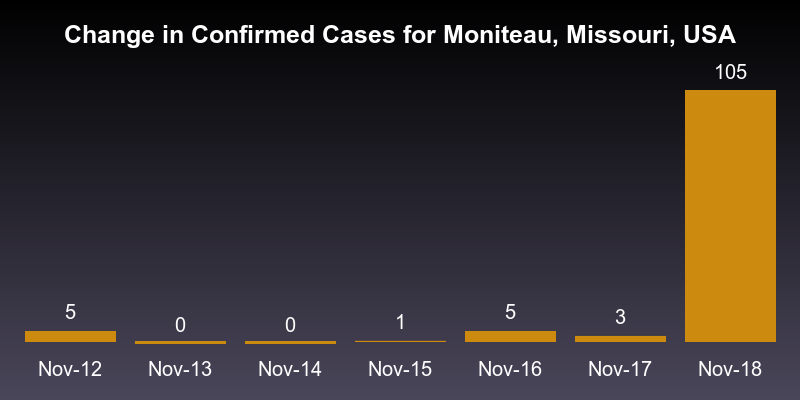 Change in Confirmed Cases for Moniteau, Missouri, USA
105
5
0
0
1
5
3
Nov-12
Nov-13
Nov-14
Nov-15
Nov-16
Nov-17
Nov-18